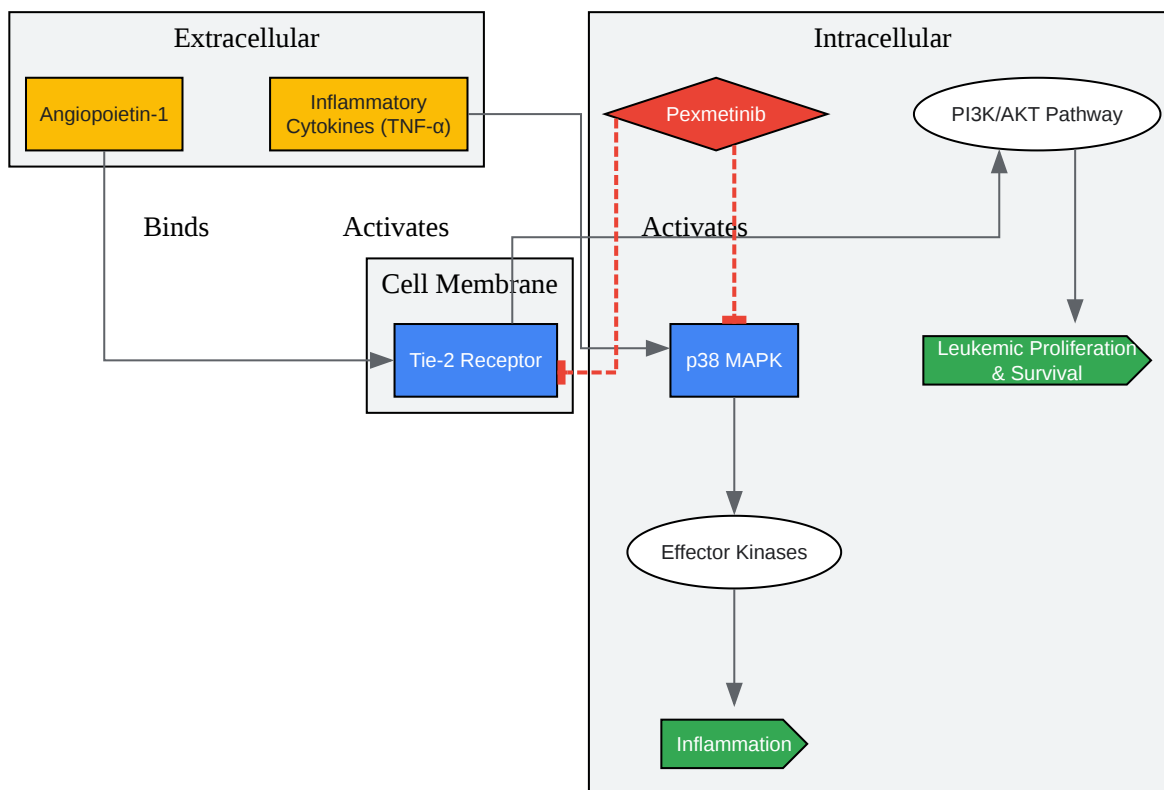 Extracellular
Intracellular
Angiopoietin-1
Inflammatory
Cytokines (TNF-α)
Pexmetinib
PI3K/AKT Pathway
Binds
Activates
Activates
Cell Membrane
Tie-2 Receptor
p38 MAPK
Leukemic Proliferation
& Survival
Effector Kinases
Inflammation